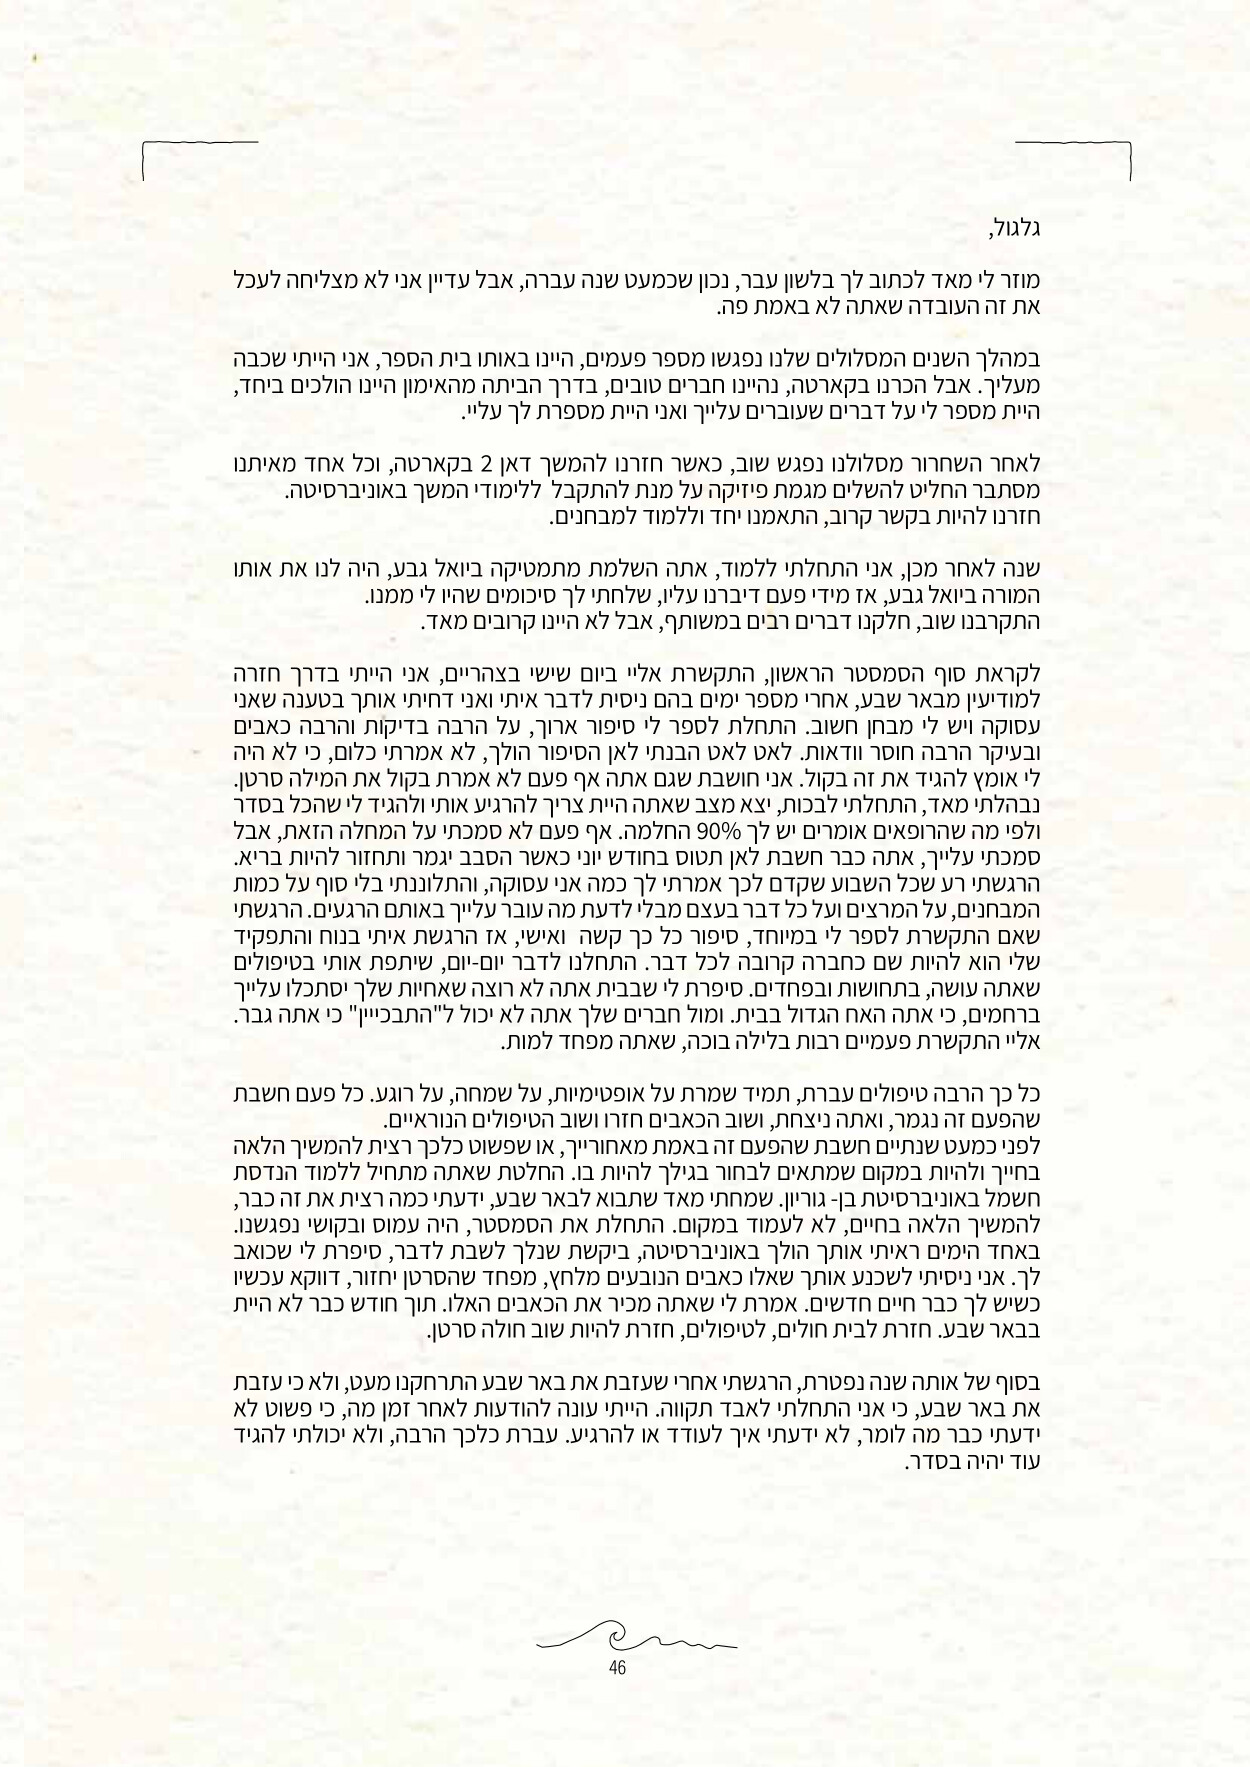 גלגול,
מוזר לי מאד לכתוב לך בלשון עבר, נכון שכמעט שנה עברה, אבל עדיין אני לא מצליחה לעכל
את זה העובדה שאתה לא באמת פה.
במהלך השנים המסלולים שלנו נפגשו מספר פעמים, היינו באותו בית הספר, אני הייתי שכבה
מעליך. אבל הכרנו בקארטה, נהיינו חברים טובים, בדרך הביתה מהאימון היינו הולכים ביחד,
היית מספר לי על דברים שעוברים עלייך ואני היית מספרת לך עליי.
לאחר השחרור מסלולנו נפגש שוב, כאשר חזרנו להמשך דאן 2 בקארטה, וכל אחד מאיתנו
מסתבר החליט להשלים מגמת פיזיקה על מנת להתקבל ללימודי המשך באוניברסיטה.
חזרנו להיות בקשר קרוב, התאמנו יחד וללמוד למבחנים.
שנה לאחר מכן, אני התחלתי ללמוד, אתה השלמת מתמטיקה ביואל גבע, היה לנו את אותו
המורה ביואל גבע, אז מידי פעם דיברנו עליו, שלחתי לך סיכומים שהיו לי ממנו.
התקרבנו שוב, חלקנו דברים רבים במשותף, אבל לא היינו קרובים מאד.
לקראת סוף הסמסטר הראשון, התקשרת אליי ביום שישי בצהריים, אני הייתי בדרך חזרה
למודיעין מבאר שבע, אחרי מספר ימים בהם ניסית לדבר איתי ואני דחיתי אותך בטענה שאני
עסוקה ויש לי מבחן חשוב. התחלת לספר לי סיפור ארוך, על הרבה בדיקות והרבה כאבים
ובעיקר הרבה חוסר וודאות. לאט לאט הבנתי לאן הסיפור הולך, לא אמרתי כלום, כי לא היה
לי אומץ להגיד את זה בקול. אני חושבת שגם אתה אף פעם לא אמרת בקול את המילה סרטן.
נבהלתי מאד, התחלתי לבכות, יצא מצב שאתה היית צריך להרגיע אותי ולהגיד לי שהכל בסדר
ולפי מה שהרופאים אומרים יש לך 90% החלמה. אף פעם לא סמכתי על המחלה הזאת, אבל
סמכתי עלייך, אתה כבר חשבת לאן תטוס בחודש יוני כאשר הסבב יגמר ותחזור להיות בריא.
הרגשתי רע שכל השבוע שקדם לכך אמרתי לך כמה אני עסוקה, והתלוננתי בלי סוף על כמות
המבחנים, על המרצים ועל כל דבר בעצם מבלי לדעת מה עובר עלייך באותם הרגעים. הרגשתי
שאם התקשרת לספר לי במיוחד, סיפור כל כך קשה ואישי, אז הרגשת איתי בנוח והתפקיד
שלי הוא להיות שם כחברה קרובה לכל דבר. התחלנו לדבר יום-יום, שיתפת אותי בטיפולים
שאתה עושה, בתחושות ובפחדים. סיפרת לי שבבית אתה לא רוצה שאחיות שלך יסתכלו עלייך
ברחמים, כי אתה האח הגדול בבית. ומול חברים שלך אתה לא יכול ל"התבכייין" כי אתה גבר.
אליי התקשרת פעמיים רבות בלילה בוכה, שאתה מפחד למות.
כל כך הרבה טיפולים עברת, תמיד שמרת על אופטימיות, על שמחה, על רוגע. כל פעם חשבת
שהפעם זה נגמר, ואתה ניצחת, ושוב הכאבים חזרו ושוב הטיפולים הנוראיים.
לפני כמעט שנתיים חשבת שהפעם זה באמת מאחורייך, או שפשוט כלכך רצית להמשיך הלאה
בחייך ולהיות במקום שמתאים לבחור בגילך להיות בו. החלטת שאתה מתחיל ללמוד הנדסת
חשמל באוניברסיטת בן- גוריון. שמחתי מאד שתבוא לבאר שבע, ידעתי כמה רצית את זה כבר,
להמשיך הלאה בחיים, לא לעמוד במקום. התחלת את הסמסטר, היה עמוס ובקושי נפגשנו.
באחד הימים ראיתי אותך הולך באוניברסיטה, ביקשת שנלך לשבת לדבר, סיפרת לי שכואב
לך. אני ניסיתי לשכנע אותך שאלו כאבים הנובעים מלחץ, מפחד שהסרטן יחזור, דווקא עכשיו
כשיש לך כבר חיים חדשים. אמרת לי שאתה מכיר את הכאבים האלו. תוך חודש כבר לא היית
בבאר שבע. חזרת לבית חולים, לטיפולים, חזרת להיות שוב חולה סרטן.
בסוף של אותה שנה נפטרת, הרגשתי אחרי שעזבת את באר שבע התרחקנו מעט, ולא כי עזבת
את באר שבע, כי אני התחלתי לאבד תקווה. הייתי עונה להודעות לאחר זמן מה, כי פשוט לא
ידעתי כבר מה לומר, לא ידעתי איך לעודד או להרגיע. עברת כלכך הרבה, ולא יכולתי להגיד
עוד יהיה בסדר.
46